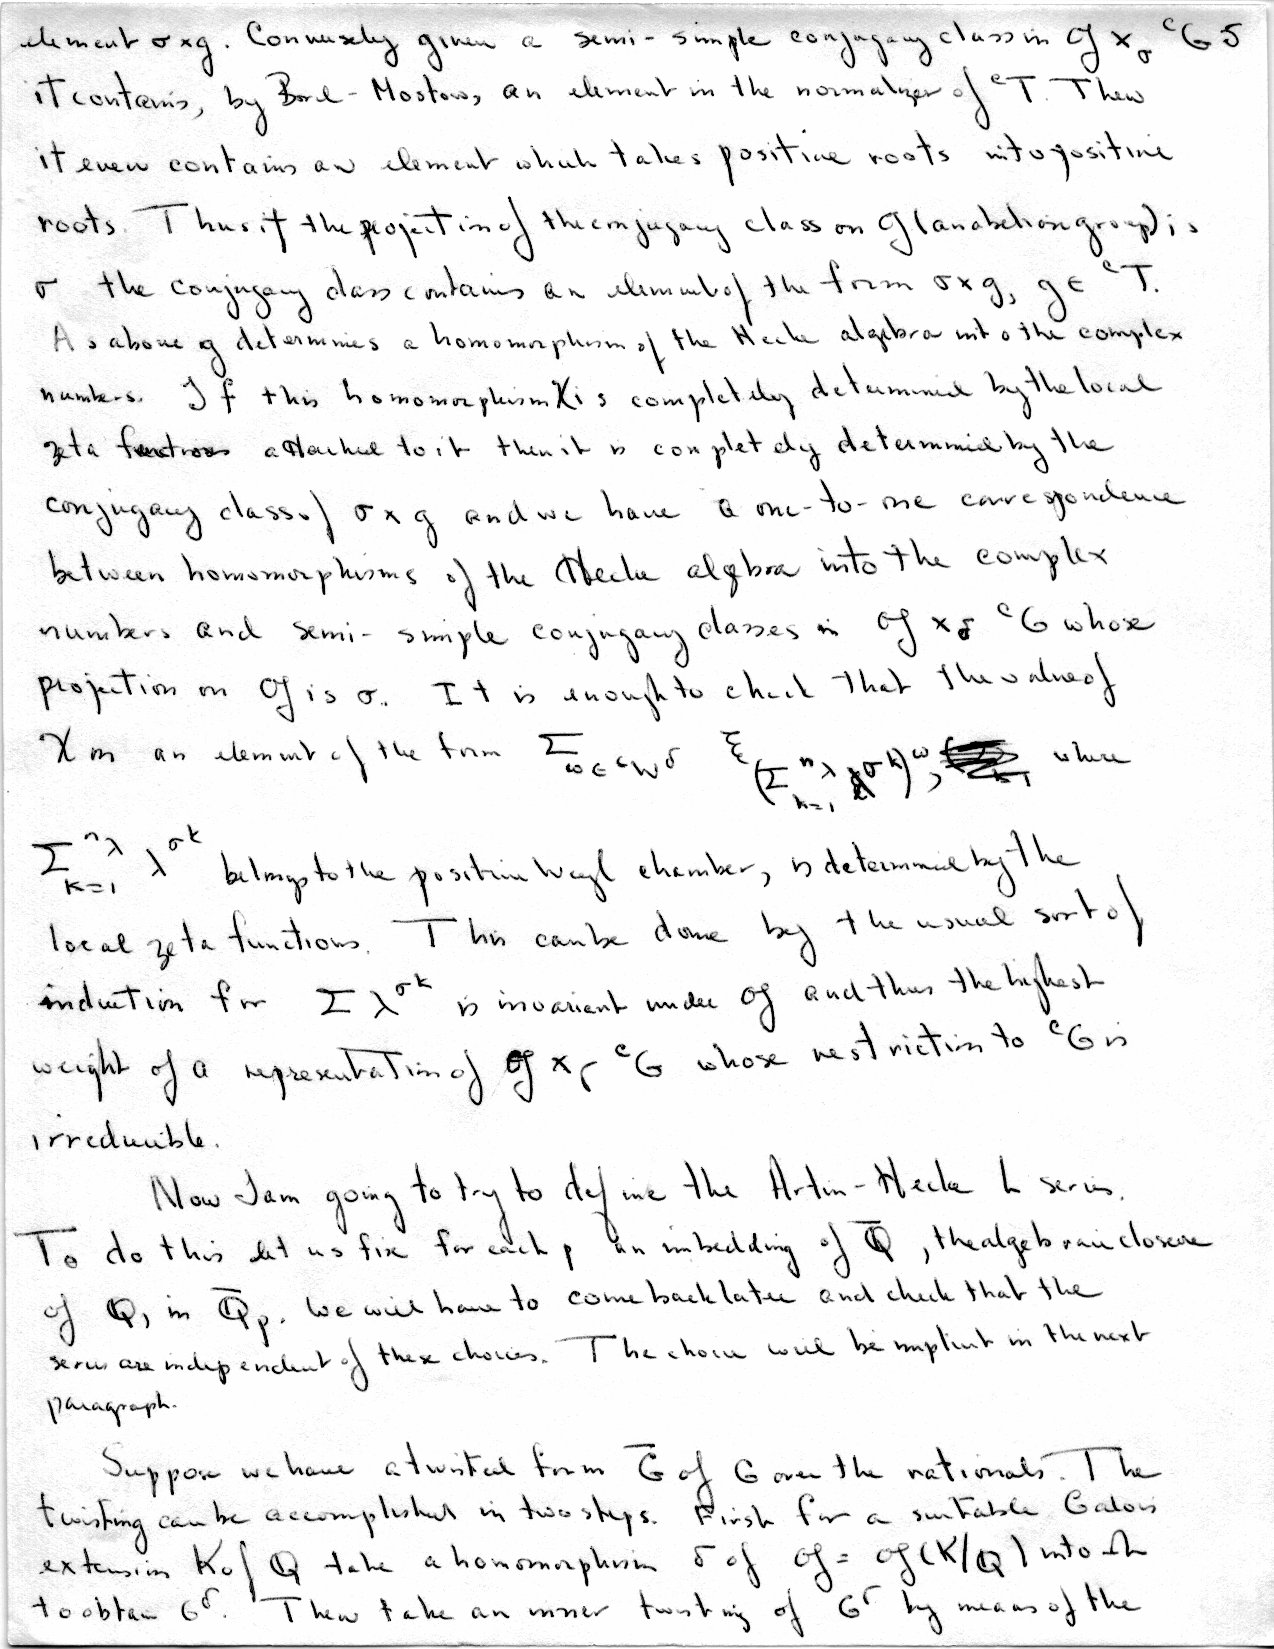 element σ×g. Conversely given a semi-simple conjugacy class in 𝔤 ×_σ ᶜG 5
it contains, by Borel-Mostow, an element in the normalizer of ᶜT. Then
it even contains an element which takes positive roots into positive
roots. Thus if the projection of the conjugacy class on 𝔤 (an abelian group) is
σ the conjugacy class contains an element of the form σ×g, g ∈ ᶜT.
As above g determines a homomorphism of the Hecke algebra into the complex
numbers. If this homomorphism χ is completely determined by the local
zeta functions attached to it then it is completely determined by the
conjugacy class of σ×g and we have a one-to-one correspondence
between homomorphisms of the Hecke algebra into the complex
numbers and semi-simple conjugacy classes in 𝔤 ×_δ ᶜG whose
projection on 𝔤 is σ. It is enough to check that the value of
χ on an element of the form Σ_{ω∈ᶜW^δ} ξ_{(Σ_{k=1}^{n_λ} λ^{σ^k})^ω}, where
Σ_{k=1}^{n_λ} λ^{σ^k} belongs to the positive Weyl chamber, is determined by the
local zeta functions. This can be done by the usual sort of
induction for Σ λ^{σ^k} is invariant under 𝔤 and thus the highest
weight of a representation of 𝔤 ×_δ ᶜG whose restriction to ᶜG is
irreducible.
Now I am going to try to define the Artin-Hecke L series.
To do this let us fix for each p an imbedding of Q̄, the algebraic closure
of Q, in Q̄_p. We will have to come back later and check that the
series are independent of these choices. The choice will be implicit in the next
paragraph.
Suppose we have a twisted form G̅ of G over the rationals. The
twisting can be accomplished in two steps. First for a suitable Galois
extension K of Q take a homomorphism δ of 𝔤 = 𝔤(K/Q) into Ω
to obtain G^δ. Then take an inner twisting of G^δ by means of the